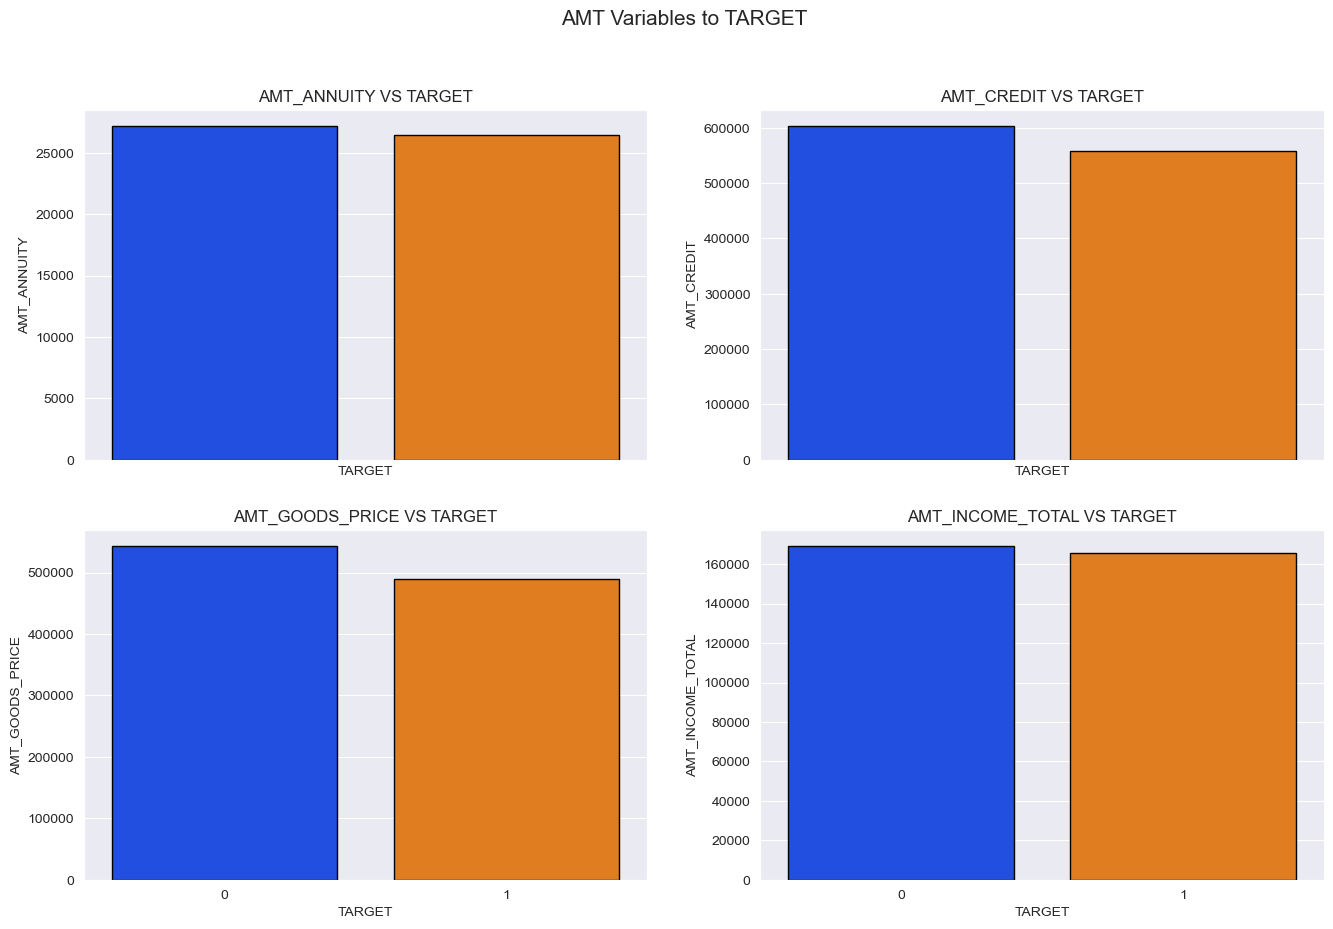 AMT Variables to TARGET
AMT_ANNUITY VS TARGET
25000
20000
15000
10000
5000
0
AMT_ANNUITY
TARGET
AMT_CREDIT VS TARGET
600000
500000
400000
300000
200000
100000
0
AMT_CREDIT
TARGET
AMT_GOODS_PRICE VS TARGET
500000
400000
300000
200000
100000
0
AMT_GOODS_PRICE
0 1
TARGET
AMT_INCOME_TOTAL VS TARGET
160000
140000
120000
100000
80000
60000
40000
20000
0
AMT_INCOME_TOTAL
0 1
TARGET